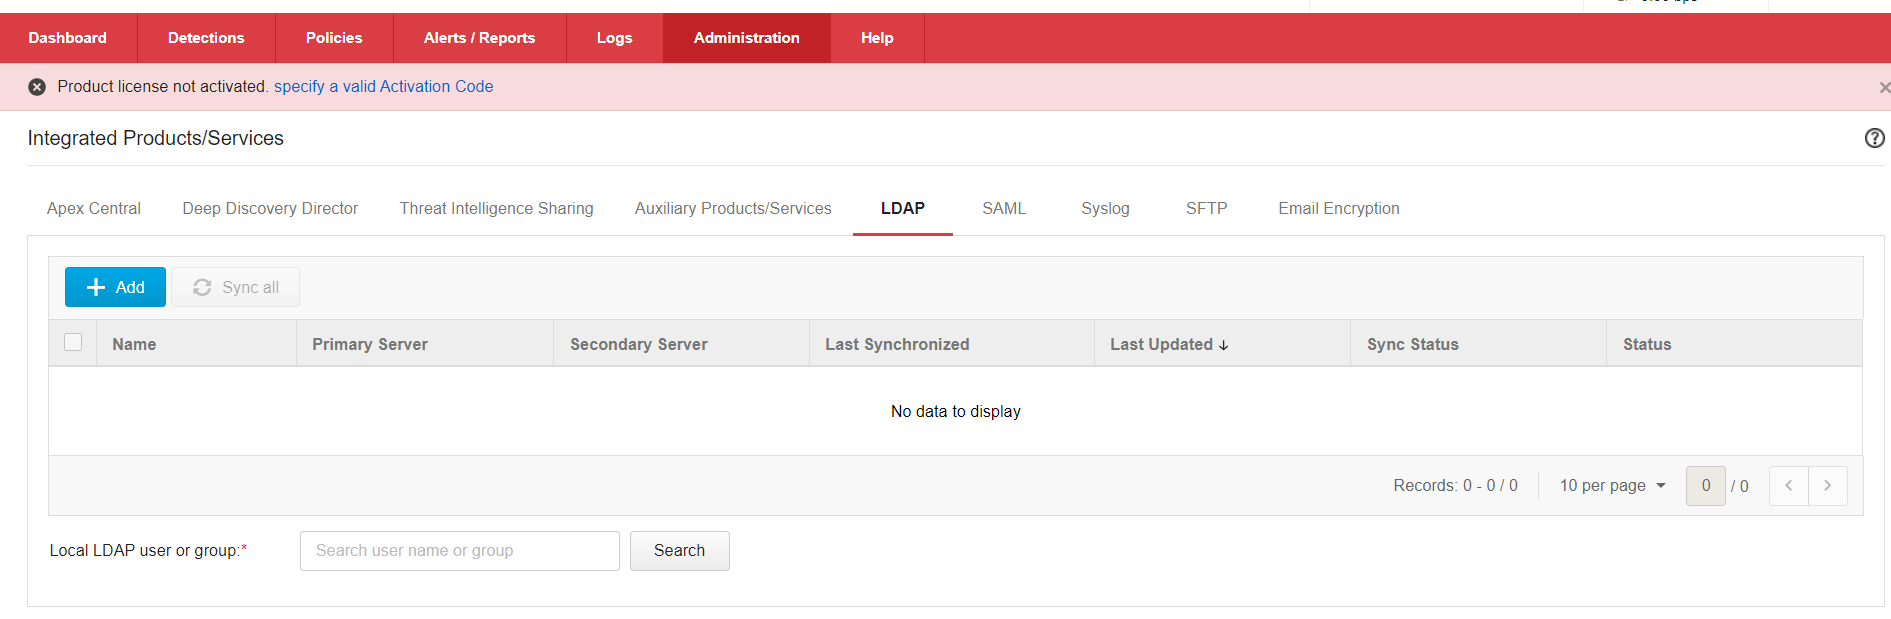 Dashboard Detections Policies Alerts / Reports Logs Administration Help
Product license not activated. specify a valid Activation Code
Integrated Products/Services
Apex Central Deep Discovery Director Threat Intelligence Sharing Auxiliary Products/Services LDAP SAML Syslog SFTP Email Encryption
Add Sync all
Name Primary Server Secondary Server Last Synchronized Last Updated ↓ Sync Status Status
No data to display
Records: 0 - 0 / 0 10 per page 0 / 0
Local LDAP user or group:* Search user name or group Search